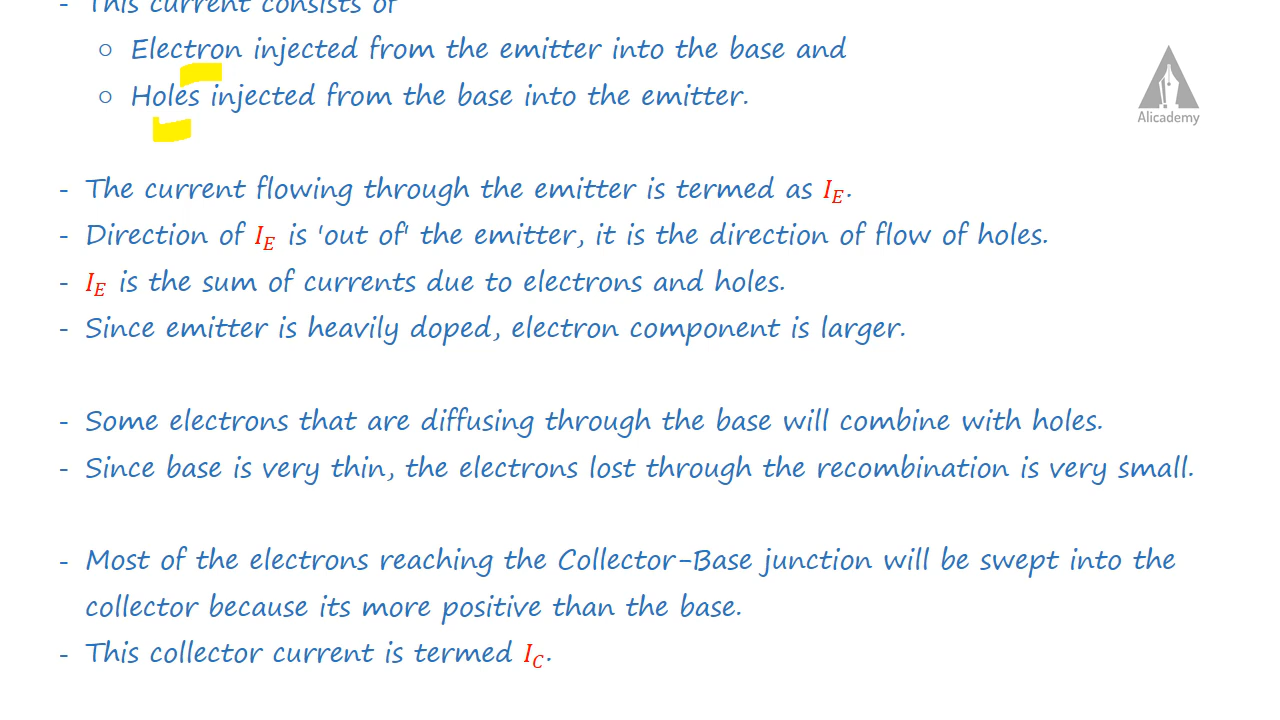 - This current consists of
○ Electron injected from the emitter into the base and
○ Holes injected from the base into the emitter.
Alicademy
- The current flowing through the emitter is termed as I_E.
- Direction of I_E is 'out of' the emitter, it is the direction of flow of holes.
- I_E is the sum of currents due to electrons and holes.
- Since emitter is heavily doped, electron component is larger.
- Some electrons that are diffusing through the base will combine with holes.
- Since base is very thin, the electrons lost through the recombination is very small.
- Most of the electrons reaching the Collector-Base junction will be swept into the
collector because its more positive than the base.
- This collector current is termed I_C.